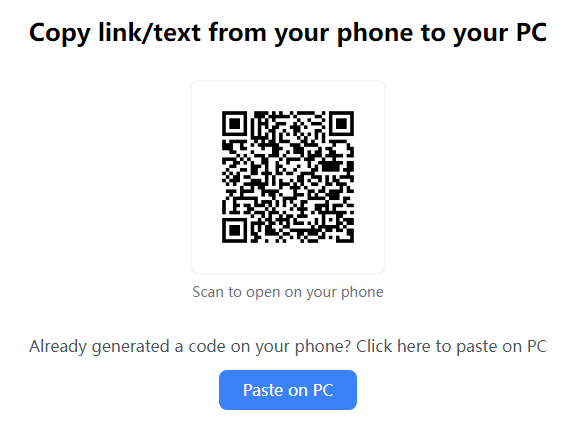 Copy link/text from your phone to your PC
Scan to open on your phone
Already generated a code on your phone? Click here to paste on PC
Paste on PC